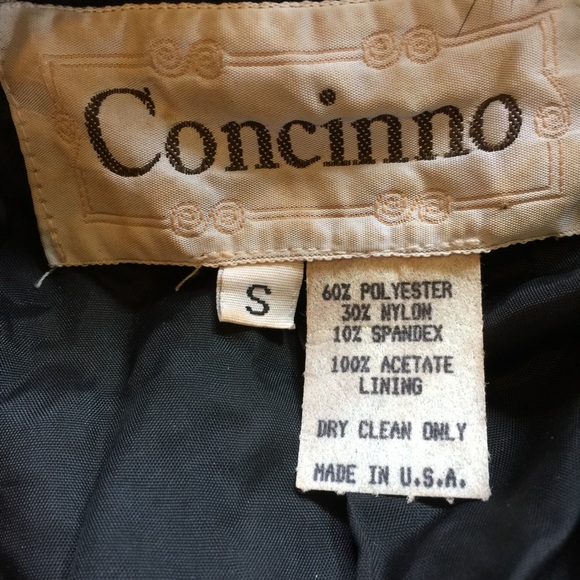 Concinno
S
60% POLYESTER
30% NYLON
10% SPANDEX
100% ACETATE
LINING
DRY CLEAN ONLY
MADE IN U.S.A.